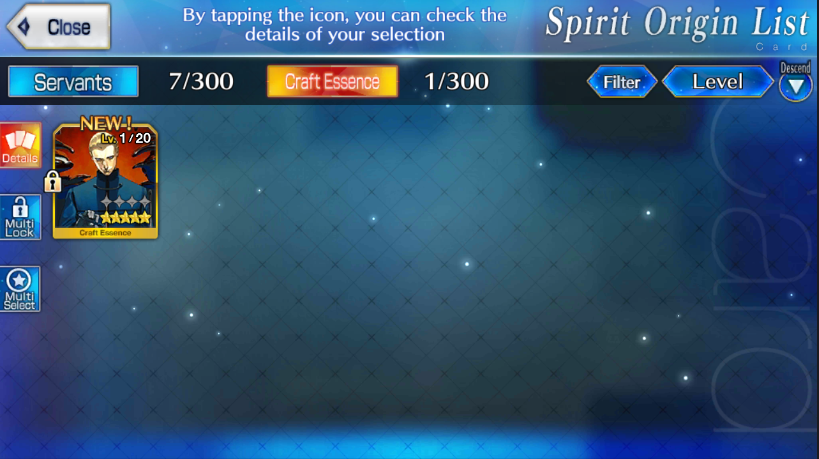 Close
By tapping the icon, you can check the
details of your selection
Spirit Origin List
Card
Servants 7/300 Craft Essence 1/300 Filter Level Descend
Details
NEW!
Lv. 1/20
Craft Essence
Multi
Lock
Multi
Select